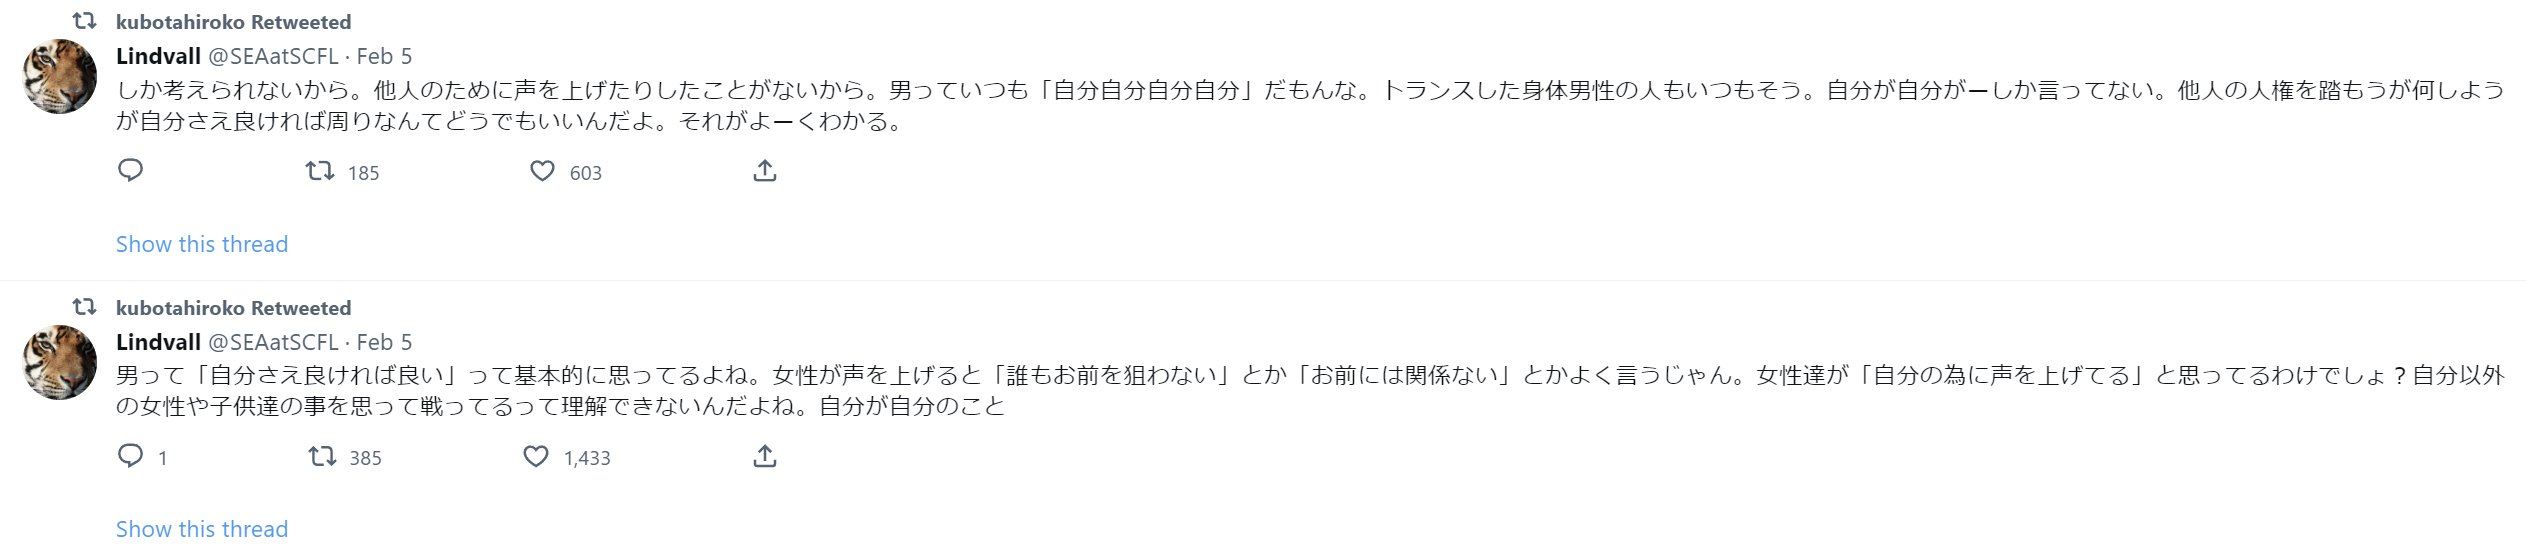 kubotahiroko Retweeted
Lindvall @SEAatSCFL · Feb 5
しか考えられないから。他人のために声を上げたりしたことがないから。男っていつも「自分自分自分自分」だもんな。トランスした身体男性の人もいつもそう。自分が自分がーしか言ってない。他人の人権を踏もうが何しよう
が自分さえ良ければ周りなんてどうでもいいんだよ。それがよーくわかる。
185 603
Show this thread
kubotahiroko Retweeted
Lindvall @SEAatSCFL · Feb 5
男って「自分さえ良ければ良い」って基本的に思ってるよね。女性が声を上げると「誰もお前を狙わない」とか「お前には関係ない」とかよく言うじゃん。女性達が「自分の為に声を上げてる」と思ってるわけでしょ？自分以外
の女性や子供達の事を思って戦ってるって理解できないんだよね。自分が自分のこと
1 385 1,433
Show this thread